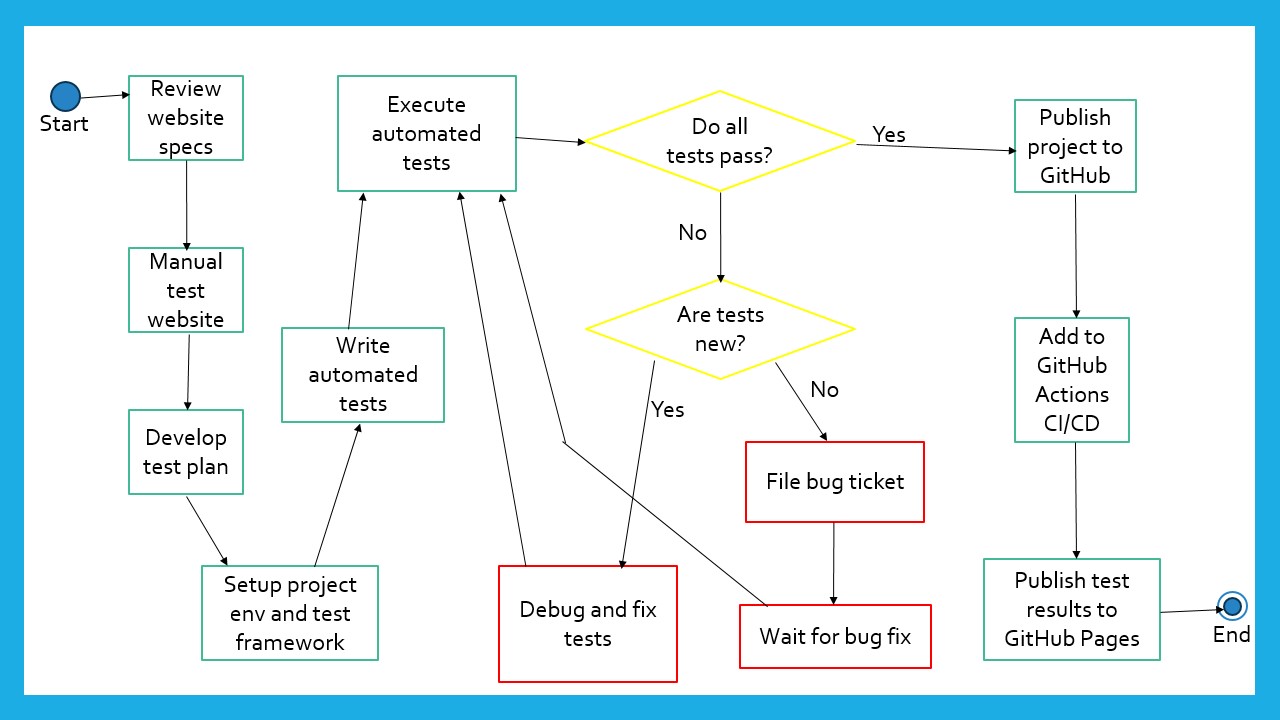 Start
Review
website
specs
Manual
test
website
Develop
test plan
Setup project
env and test
framework
Write
automated
tests
Execute
automated
tests
Do all
tests pass?
Yes
No
Are tests
new?
Yes
No
Debug and fix
tests
File bug ticket
Wait for bug fix
Publish
project to
GitHub
Add to
GitHub
Actions
CI/CD
Publish test
results to
GitHub Pages
End